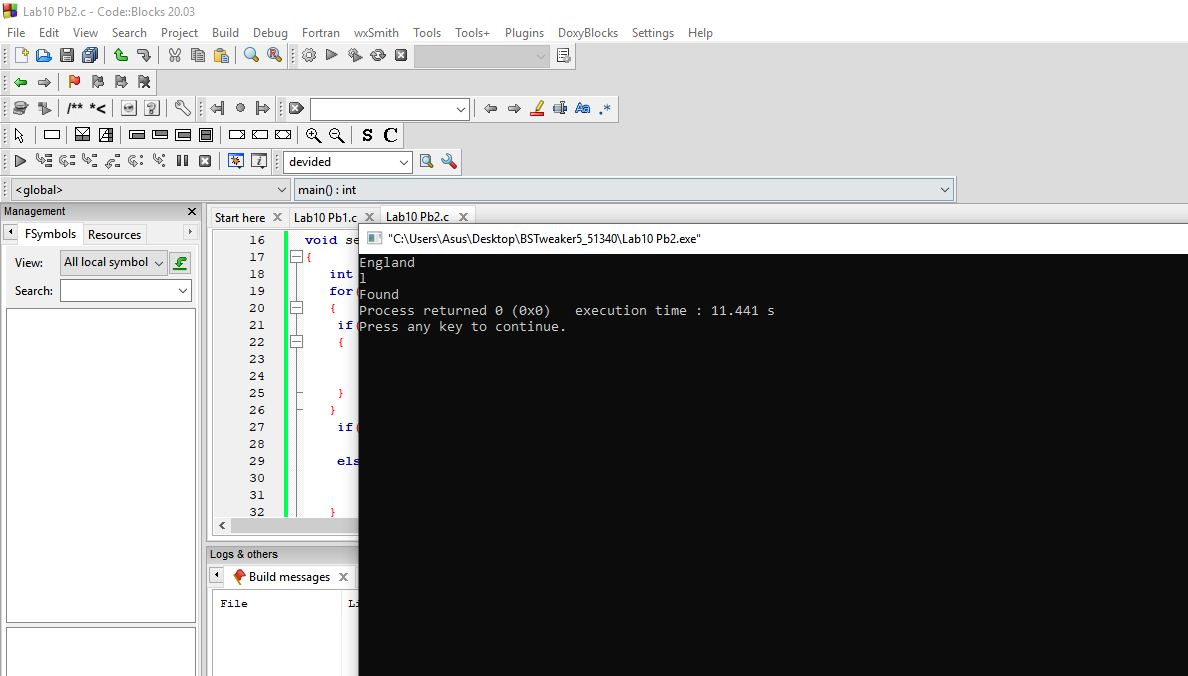 Lab10 Pb2.c - Code::Blocks 20.03
File Edit View Search Project Build Debug Fortran wxSmith Tools Tools+ Plugins DoxyBlocks Settings Help
/** *<
Aa .*
S C
devided
<global> main() : int
Management
FSymbols Resources
View: All local symbol
Search:
Start here Lab10 Pb1.c Lab10 Pb2.c
16 void se
17 {
18 int
19 for(
20 {
21 if(
22 {
23
24
25 }
26 }
27 if(
28
29 els
30
31
32 }
Logs & others
Build messages
File Li
"C:\Users\Asus\Desktop\BSTweaker5_51340\Lab10 Pb2.exe"
England
l
Found
Process returned 0 (0x0) execution time : 11.441 s
Press any key to continue.